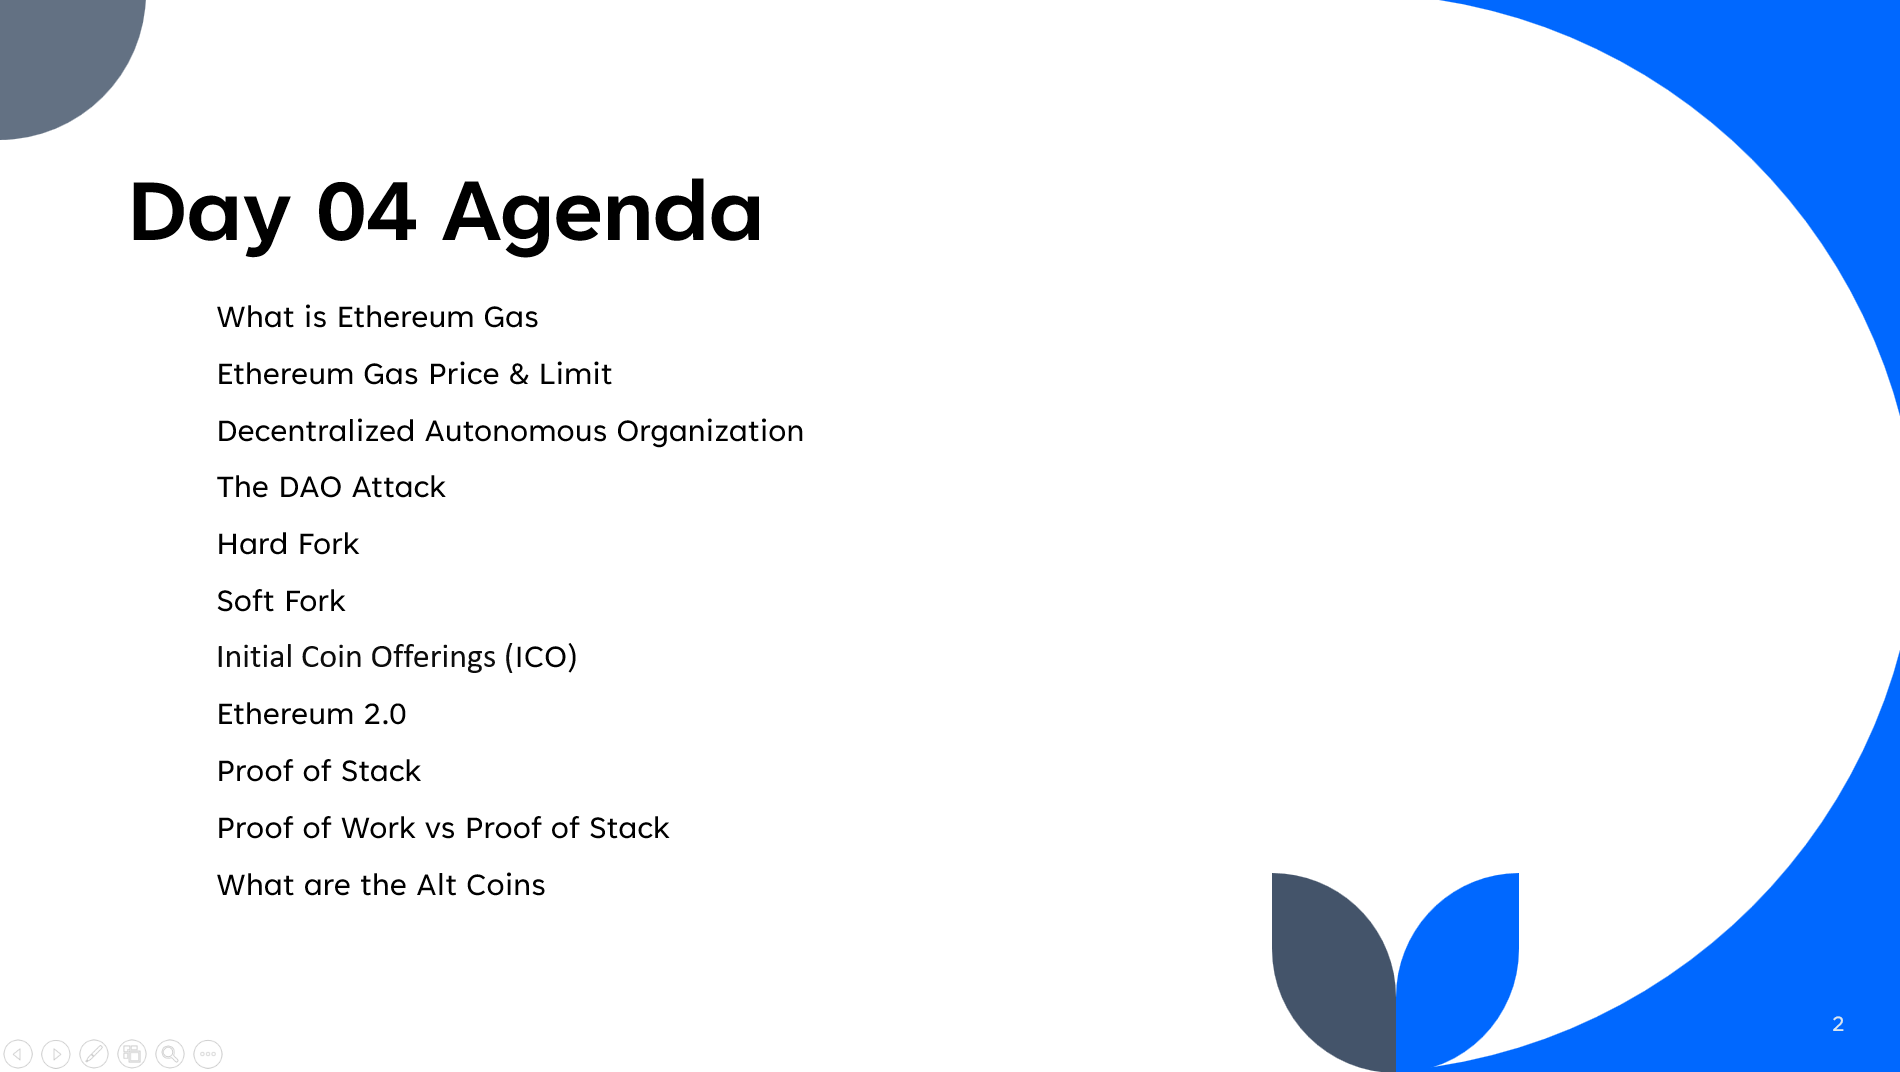 Day 04 Agenda
What is Ethereum Gas
Ethereum Gas Price & Limit
Decentralized Autonomous Organization
The DAO Attack
Hard Fork
Soft Fork
Initial Coin Offerings (ICO)
Ethereum 2.0
Proof of Stack
Proof of Work vs Proof of Stack
What are the Alt Coins
2